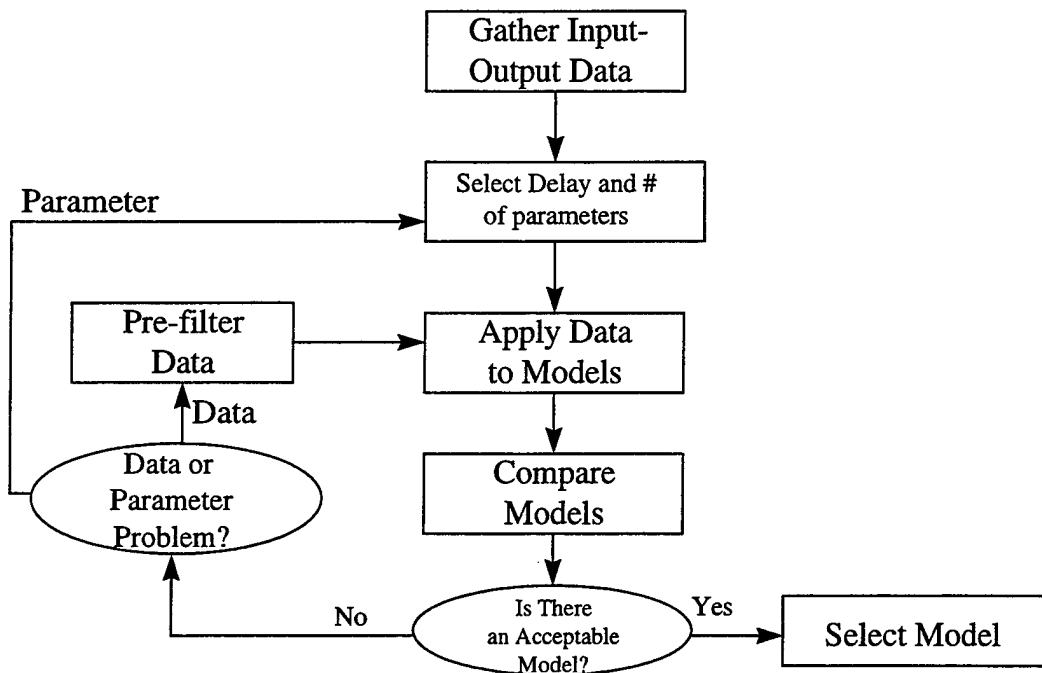 Gather Input-
Output Data
Select Delay and #
of parameters
Parameter
Pre-filter
Data
Apply Data
to Models
Data
Data or
Parameter
Problem?
Compare
Models
No
Is There
an Acceptable
Model?
Yes
Select Model